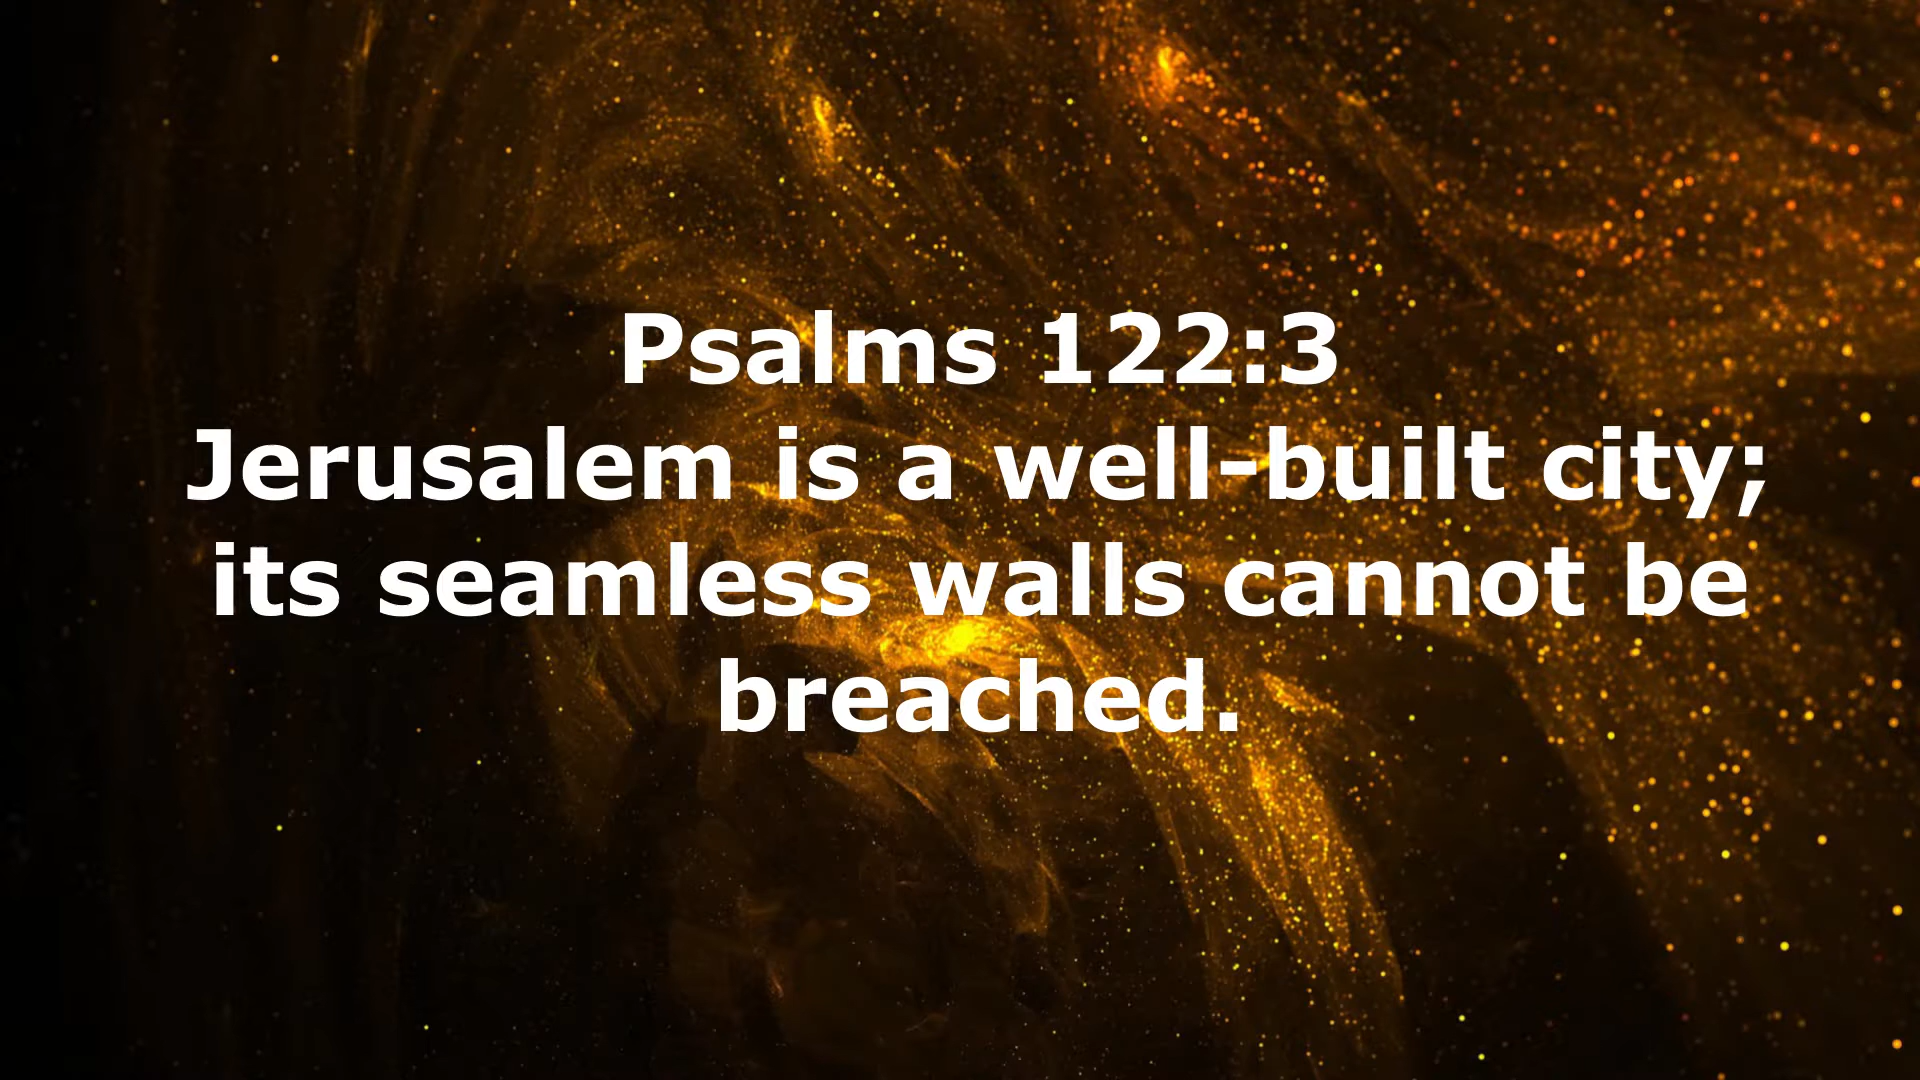 Psalms 122:3
Jerusalem is a well-built city;
its seamless walls cannot be
breached.